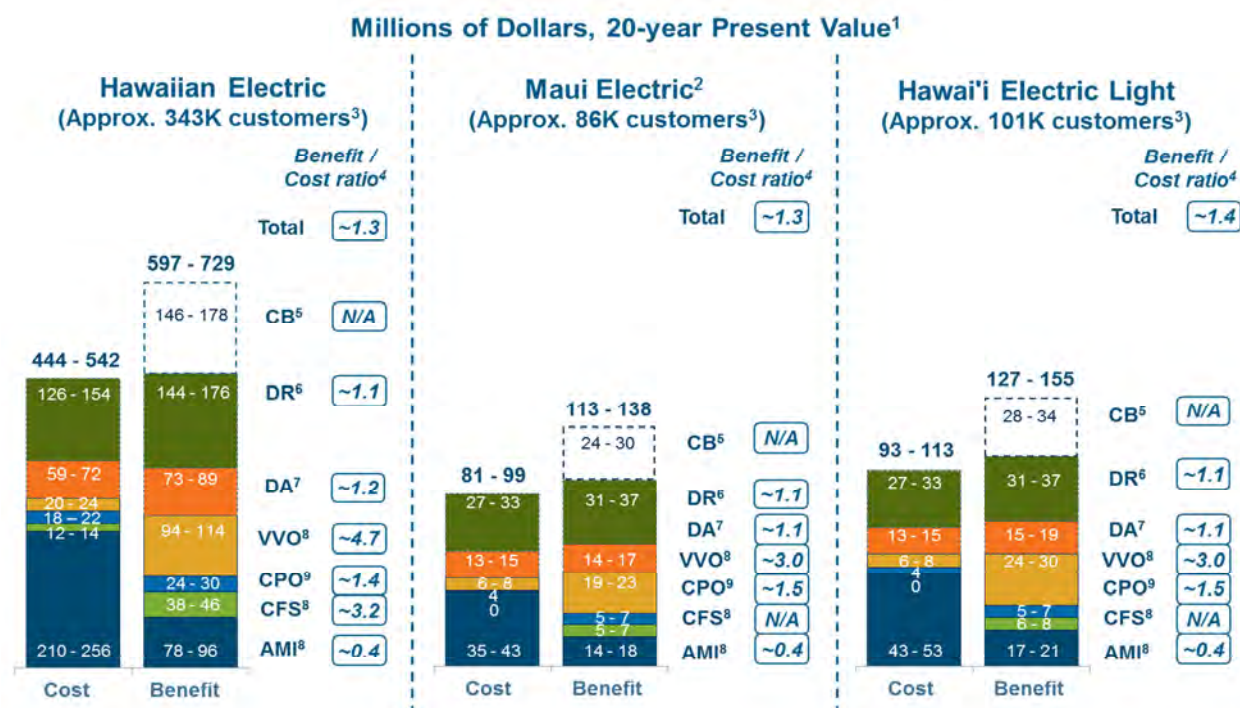 Millions of Dollars, 20-year Present Value¹
Hawaiian Electric
(Approx. 343K customers³)
Benefit /
Cost ratio⁴
Total ~1.3
597 - 729
146 - 178 CB⁵ N/A
444 - 542
126 - 154 144 - 176 DR⁶ ~1.1
59 - 72 73 - 89 DA⁷ ~1.2
20 - 24
18 – 22
12 - 14 94 - 114 VVO⁸ ~4.7
24 - 30 CPO⁹ ~1.4
38 - 46 CFS⁸ ~3.2
210 - 256 78 - 96 AMI⁸ ~0.4
Cost Benefit
Maui Electric²
(Approx. 86K customers³)
Benefit /
Cost ratio⁴
Total ~1.3
113 - 138
24 - 30 CB⁵ N/A
81 - 99
27 - 33 31 - 37 DR⁶ ~1.1
13 - 15 14 - 17 DA⁷ ~1.1
6 - 8 19 - 23 VVO⁸ ~3.0
4 CPO⁹ ~1.5
0 5 - 7 CFS⁸ N/A
5 - 7
35 - 43 14 - 18 AMI⁸ ~0.4
Cost Benefit
Hawai'i Electric Light
(Approx. 101K customers³)
Benefit /
Cost ratio⁴
Total ~1.4
127 - 155
28 - 34 CB⁵ N/A
93 - 113
27 - 33 31 - 37 DR⁶ ~1.1
13 - 15 15 - 19 DA⁷ ~1.1
6 - 8 24 - 30 VVO⁸ ~3.0
4 CPO⁹ ~1.5
0 5 - 7 CFS⁸ N/A
6 - 8
43 - 53 17 - 21 AMI⁸ ~0.4
Cost Benefit